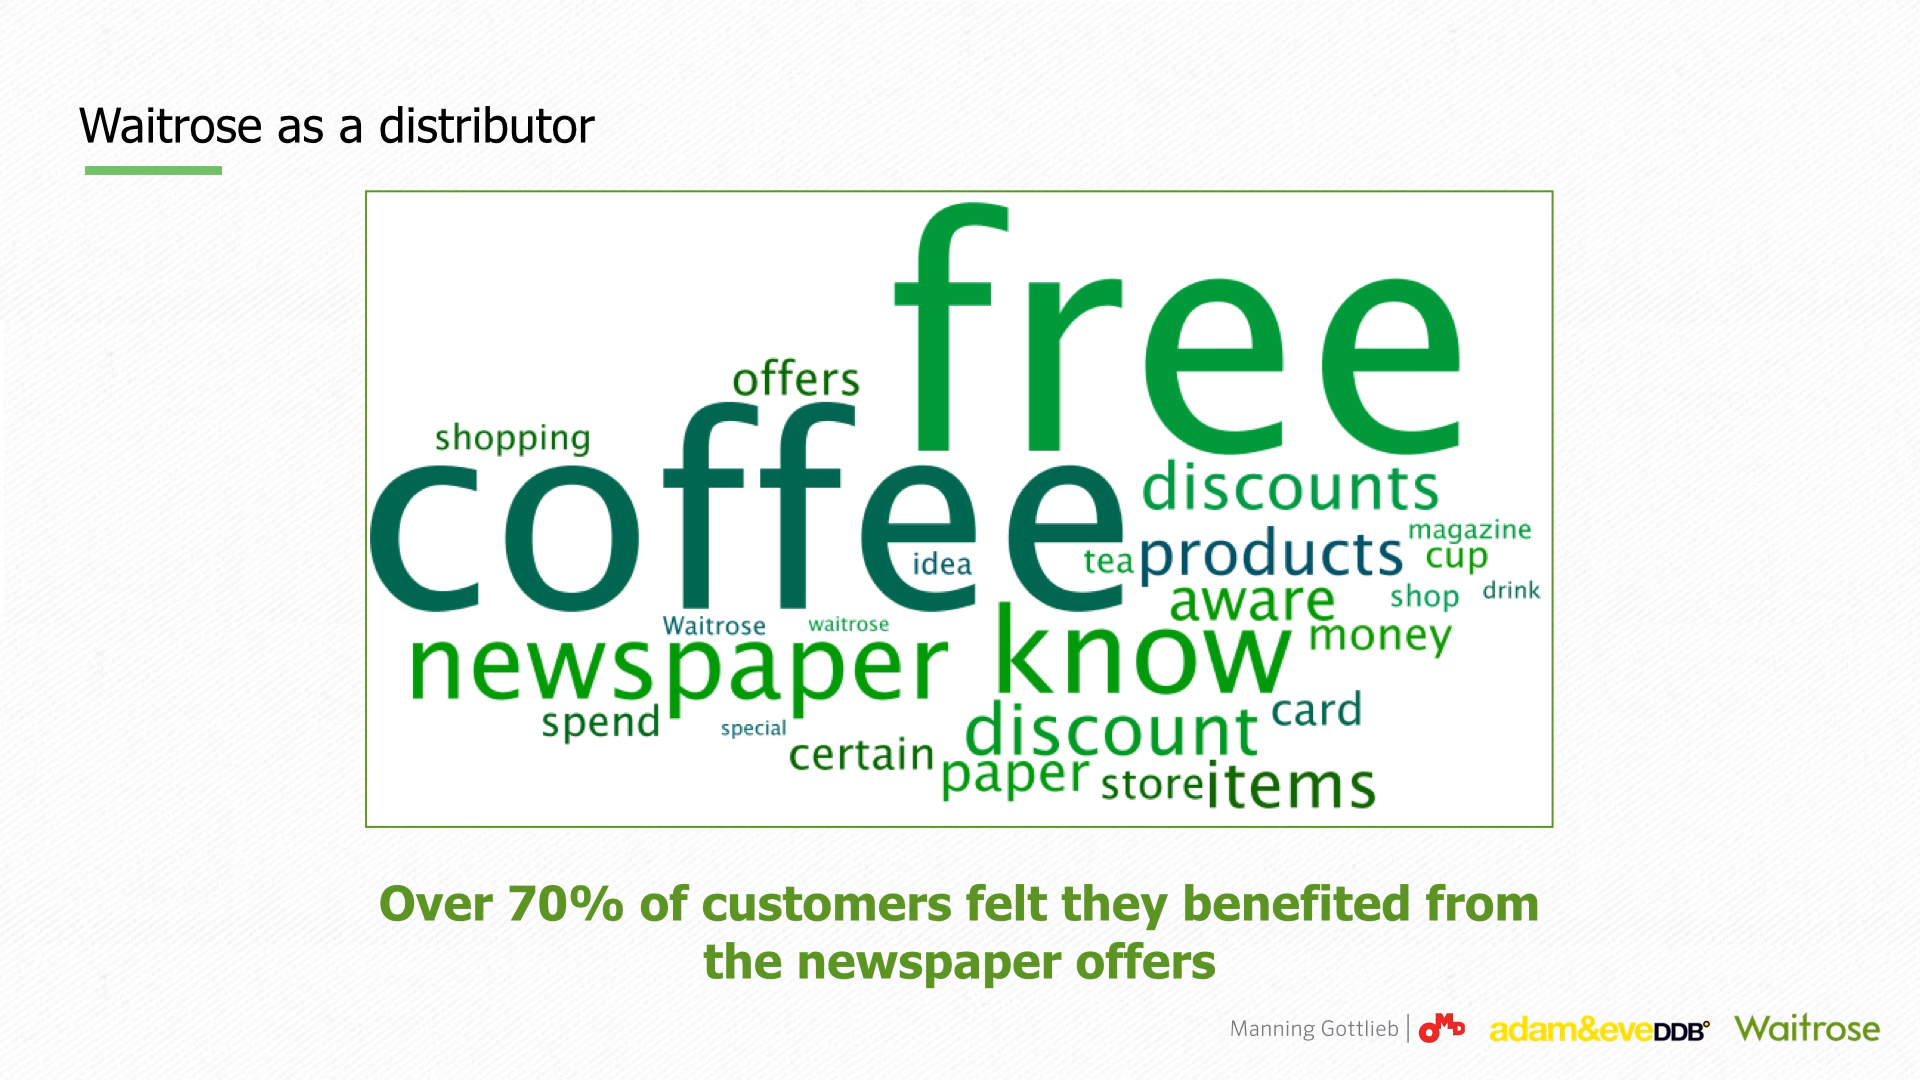 Waitrose as a distributor
free
offers
shopping
coffee
discounts
magazine
idea
tea
products
cup
aware
shop
drink
Waitrose
waitrose
newspaper
know
money
spend
special
certain
discount
card
paper
store
items
Over 70% of customers felt they benefited from
the newspaper offers
Manning Gottlieb OMD adam&eveDDB Waitrose